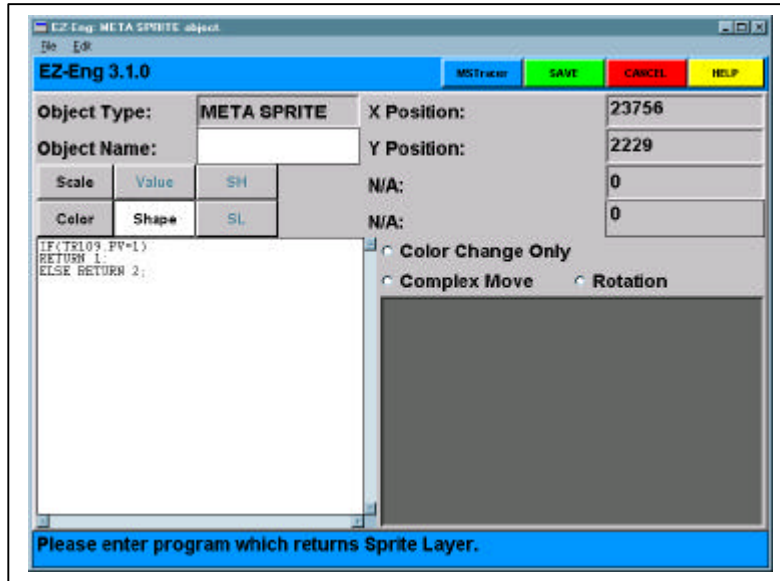 EZ-Eng: META SPRITE object
File Edit
EZ-Eng 3.1.0
MSTracer SAVE CANCEL HELP
Object Type: META SPRITE X Position: 23756
Object Name: Y Position: 2229
Scale Value SH N/A: 0
Color Shape SL N/A: 0
IF(TR109.PV=1)
RETURN 1;
ELSE RETURN 2;
Color Change Only
Complex Move Rotation
Please enter program which returns Sprite Layer.